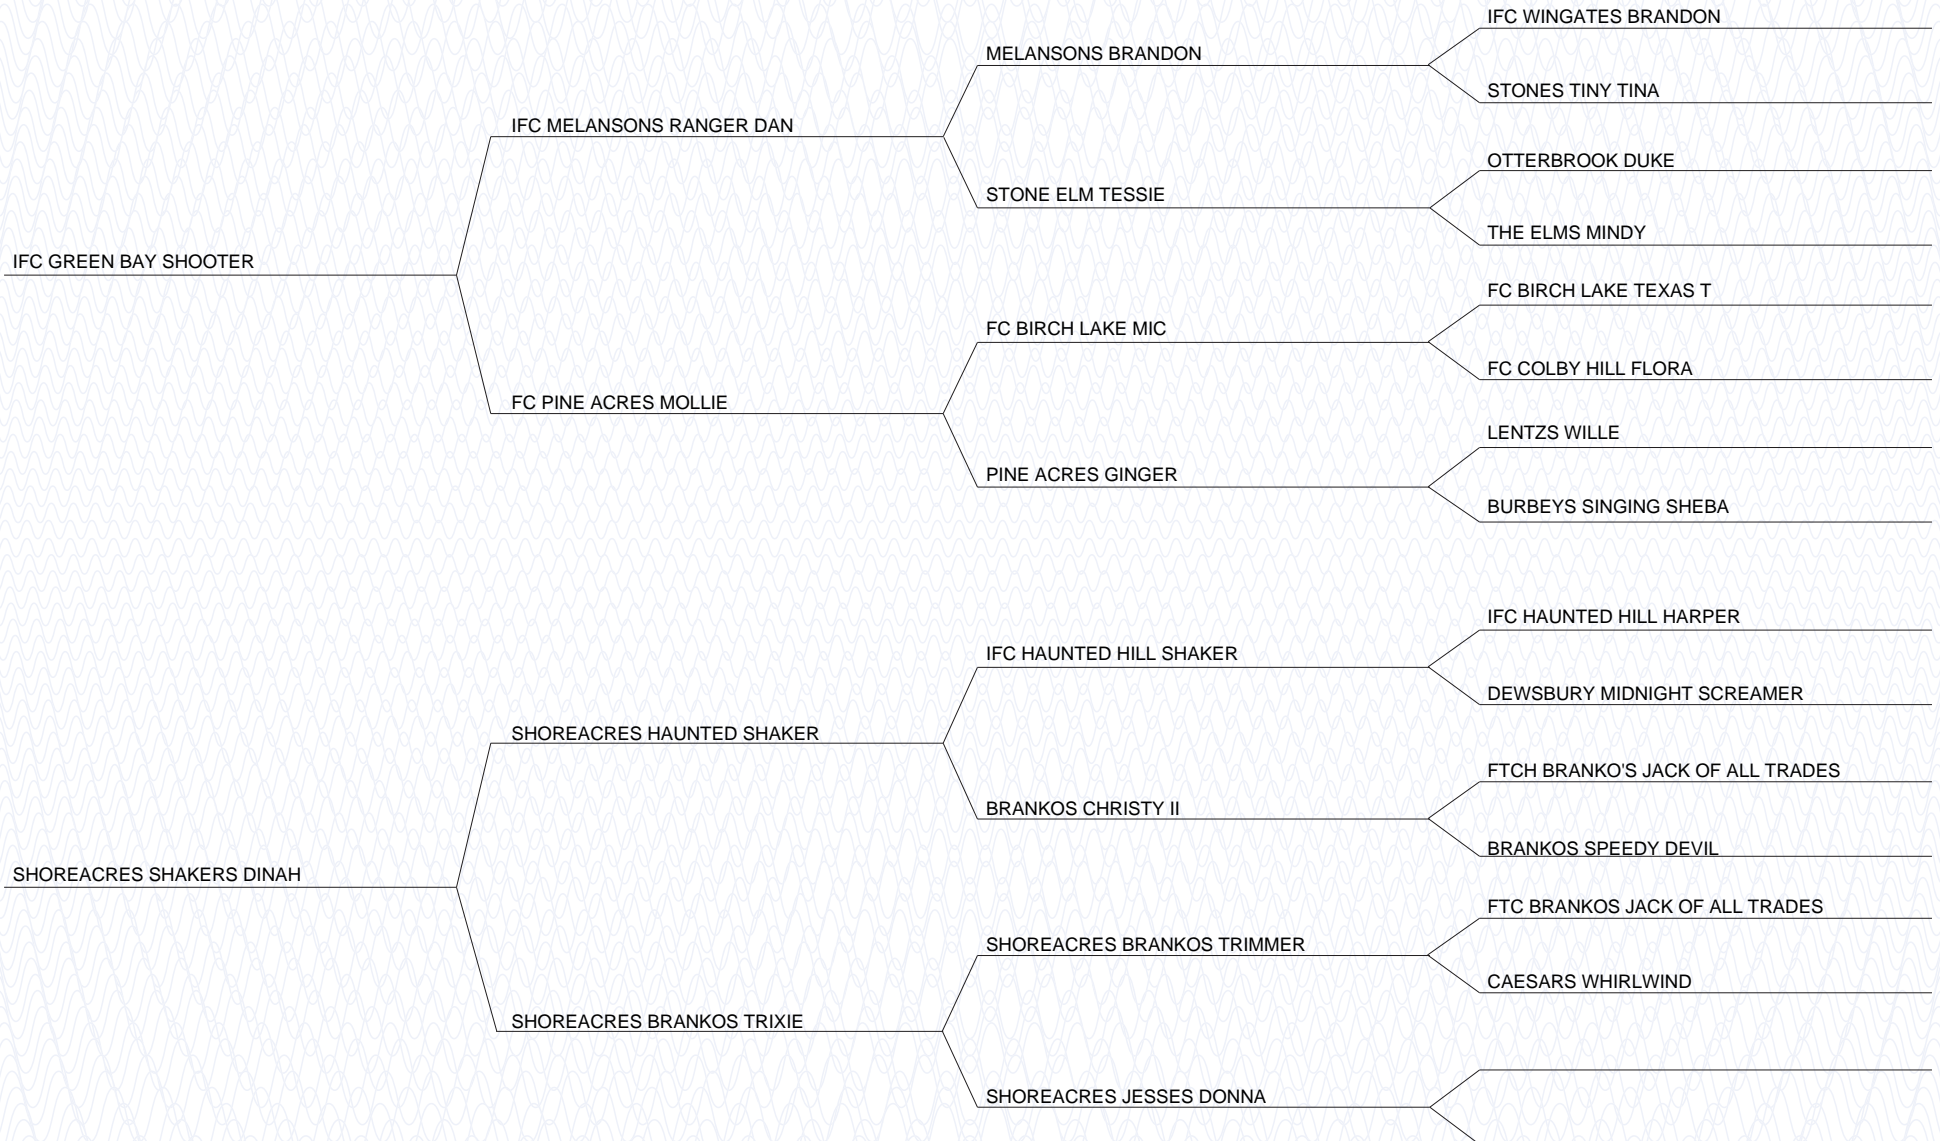 IFC WINGATES BRANDON
MELANSONS BRANDON
STONES TINY TINA
IFC MELANSONS RANGER DAN
OTTERBROOK DUKE
STONE ELM TESSIE
THE ELMS MINDY
IFC GREEN BAY SHOOTER
FC BIRCH LAKE TEXAS T
FC BIRCH LAKE MIC
FC COLBY HILL FLORA
FC PINE ACRES MOLLIE
LENTZS WILLE
PINE ACRES GINGER
BURBEYS SINGING SHEBA
IFC HAUNTED HILL HARPER
IFC HAUNTED HILL SHAKER
DEWSBURY MIDNIGHT SCREAMER
SHOREACRES HAUNTED SHAKER
FTCH BRANKO'S JACK OF ALL TRADES
BRANKOS CHRISTY II
BRANKOS SPEEDY DEVIL
SHOREACRES SHAKERS DINAH
FTC BRANKOS JACK OF ALL TRADES
SHOREACRES BRANKOS TRIMMER
CAESARS WHIRLWIND
SHOREACRES BRANKOS TRIXIE
SHOREACRES JESSES DONNA